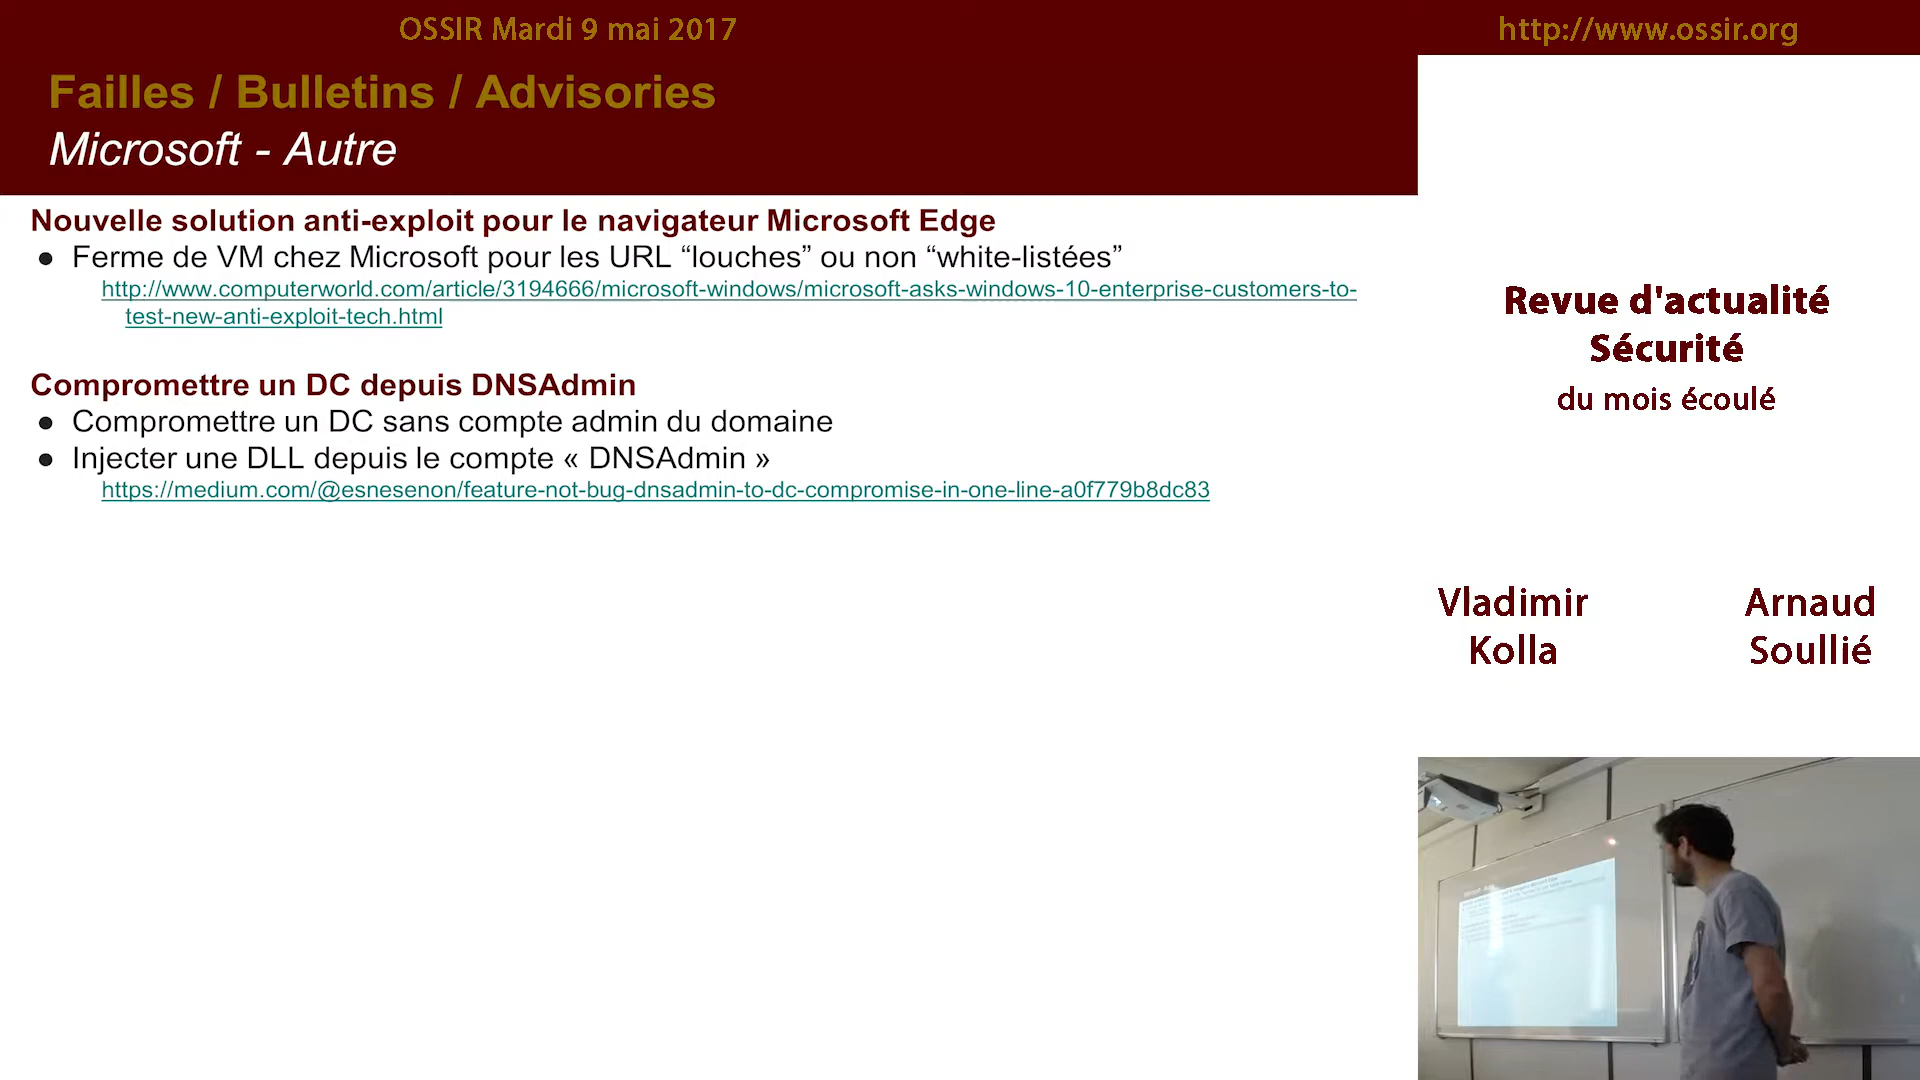 OSSIR Mardi 9 mai 2017
http://www.ossir.org
Failles / Bulletins / Advisories
Microsoft - Autre
Nouvelle solution anti-exploit pour le navigateur Microsoft Edge
● Ferme de VM chez Microsoft pour les URL “louches” ou non “white-listées”
http://www.computerworld.com/article/3194666/microsoft-windows/microsoft-asks-windows-10-enterprise-customers-to-
test-new-anti-exploit-tech.html
Compromettre un DC depuis DNSAdmin
● Compromettre un DC sans compte admin du domaine
● Injecter une DLL depuis le compte « DNSAdmin »
https://medium.com/@esnesenon/feature-not-bug-dnsadmin-to-dc-compromise-in-one-line-a0f779b8dc83
Revue d'actualité
Sécurité
du mois écoulé
Vladimir
Kolla
Arnaud
Soullié